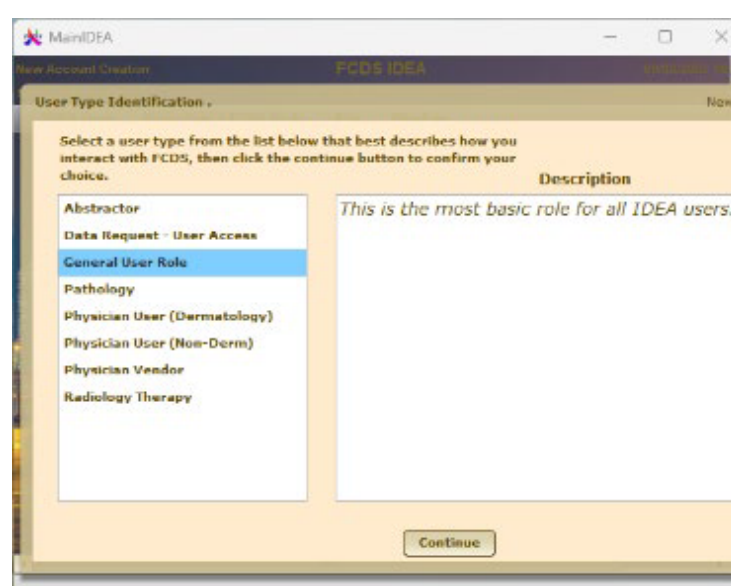 MainIDEA
New Account Creation
FCDS IDEA
User Type Identification .
New
Select a user type from the list below that best describes how you
interact with FCDS, then click the continue button to confirm your
choice.
Description
Abstractor
Data Request - User Access
General User Role
Pathology
Physician User (Dermatology)
Physician User (Non-Derm)
Physician Vendor
Radiology Therapy
This is the most basic role for all IDEA users.
Continue